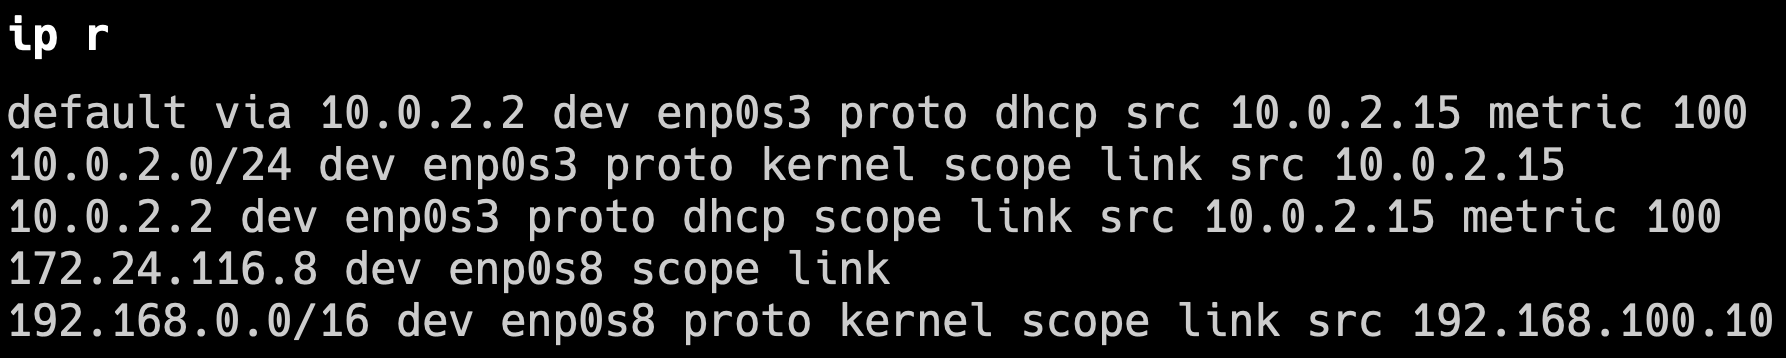 ip r
default via 10.0.2.2 dev enp0s3 proto dhcp src 10.0.2.15 metric 100
10.0.2.0/24 dev enp0s3 proto kernel scope link src 10.0.2.15
10.0.2.2 dev enp0s3 proto dhcp scope link src 10.0.2.15 metric 100
172.24.116.8 dev enp0s8 scope link
192.168.0.0/16 dev enp0s8 proto kernel scope link src 192.168.100.10